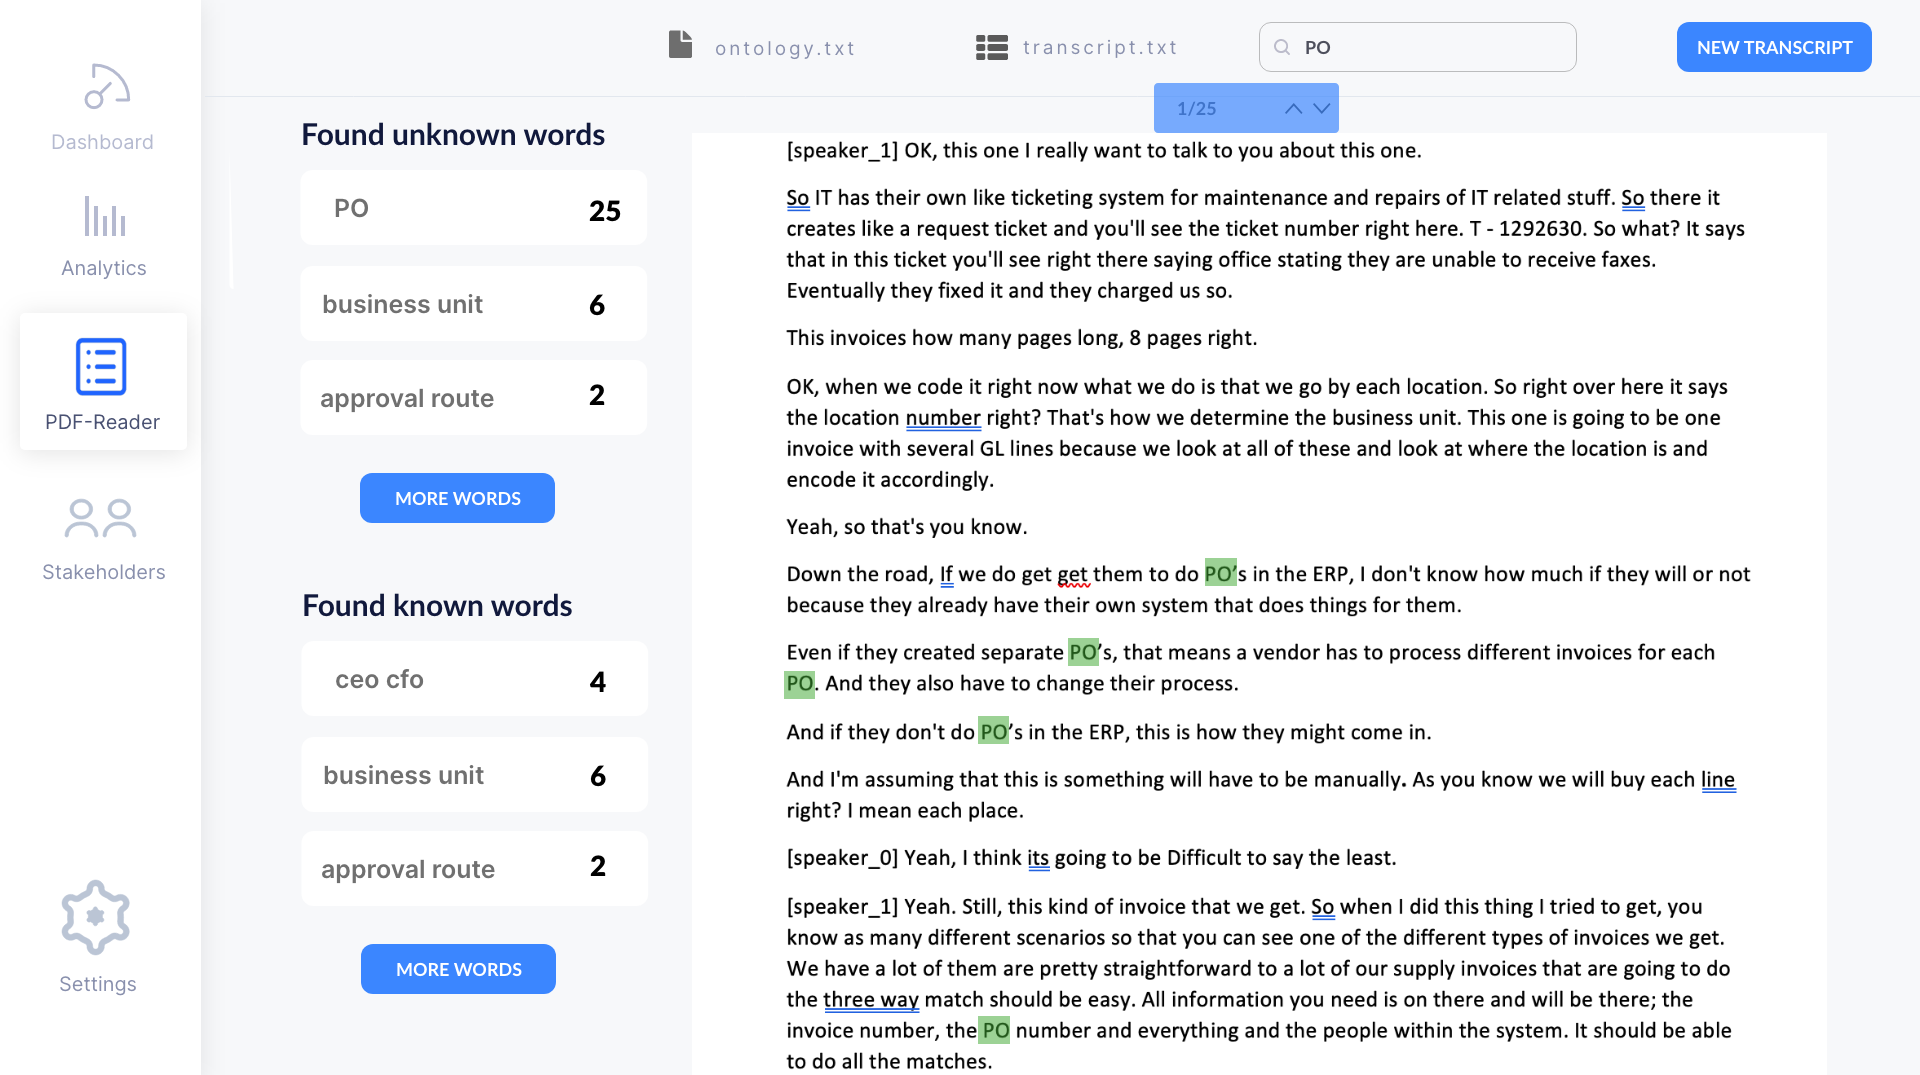 ontology.txt
transcript.txt
PO
NEW TRANSCRIPT
1/25
Dashboard
Analytics
PDF-Reader
Stakeholders
Settings
Found unknown words
PO 25
business unit 6
approval route 2
MORE WORDS
Found known words
ceo cfo 4
business unit 6
approval route 2
MORE WORDS
[speaker_1] OK, this one I really want to talk to you about this one.
So IT has their own like ticketing system for maintenance and repairs of IT related stuff. So there it
creates like a request ticket and you'll see the ticket number right here. T - 1292630. So what? It says
that in this ticket you'll see right there saying office stating they are unable to receive faxes.
Eventually they fixed it and they charged us so.
This invoices how many pages long, 8 pages right.
OK, when we code it right now what we do is that we go by each location. So right over here it says
the location number right? That's how we determine the business unit. This one is going to be one
invoice with several GL lines because we look at all of these and look at where the location is and
encode it accordingly.
Yeah, so that's you know.
Down the road, If we do get get them to do PO’s in the ERP, I don't know how much if they will or not
because they already have their own system that does things for them.
Even if they created separate PO’s, that means a vendor has to process different invoices for each
PO. And they also have to change their process.
And if they don't do PO’s in the ERP, this is how they might come in.
And I'm assuming that this is something will have to be manually. As you know we will buy each line
right? I mean each place.
[speaker_0] Yeah, I think its going to be Difficult to say the least.
[speaker_1] Yeah. Still, this kind of invoice that we get. So when I did this thing I tried to get, you
know as many different scenarios so that you can see one of the different types of invoices we get.
We have a lot of them are pretty straightforward to a lot of our supply invoices that are going to do
the three way match should be easy. All information you need is on there and will be there; the
invoice number, the PO number and everything and the people within the system. It should be able
to do all the matches.